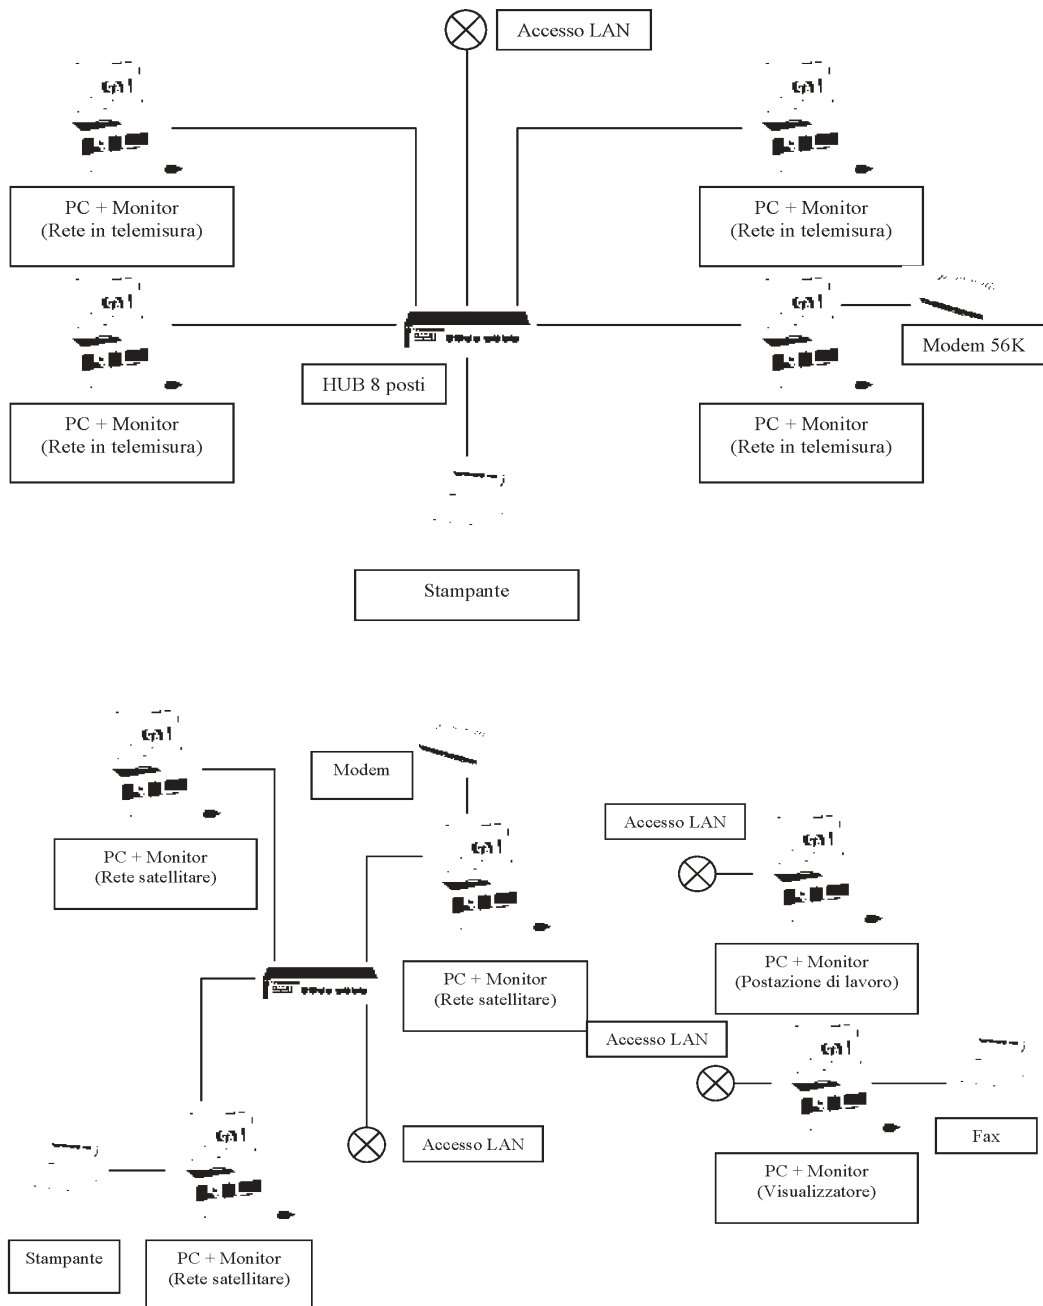 Accesso LAN
PC + Monitor
(Rete in telemisura)
PC + Monitor
(Rete in telemisura)
Modem 56K
HUB 8 posti
PC + Monitor
(Rete in telemisura)
PC + Monitor
(Rete in telemisura)
Stampante
Modem
Accesso LAN
PC + Monitor
(Rete satellitare)
PC + Monitor
(Rete satellitare)
PC + Monitor
(Postazione di lavoro)
Accesso LAN
Accesso LAN
Fax
PC + Monitor
(Visualizzatore)
Stampante
PC + Monitor
(Rete satellitare)